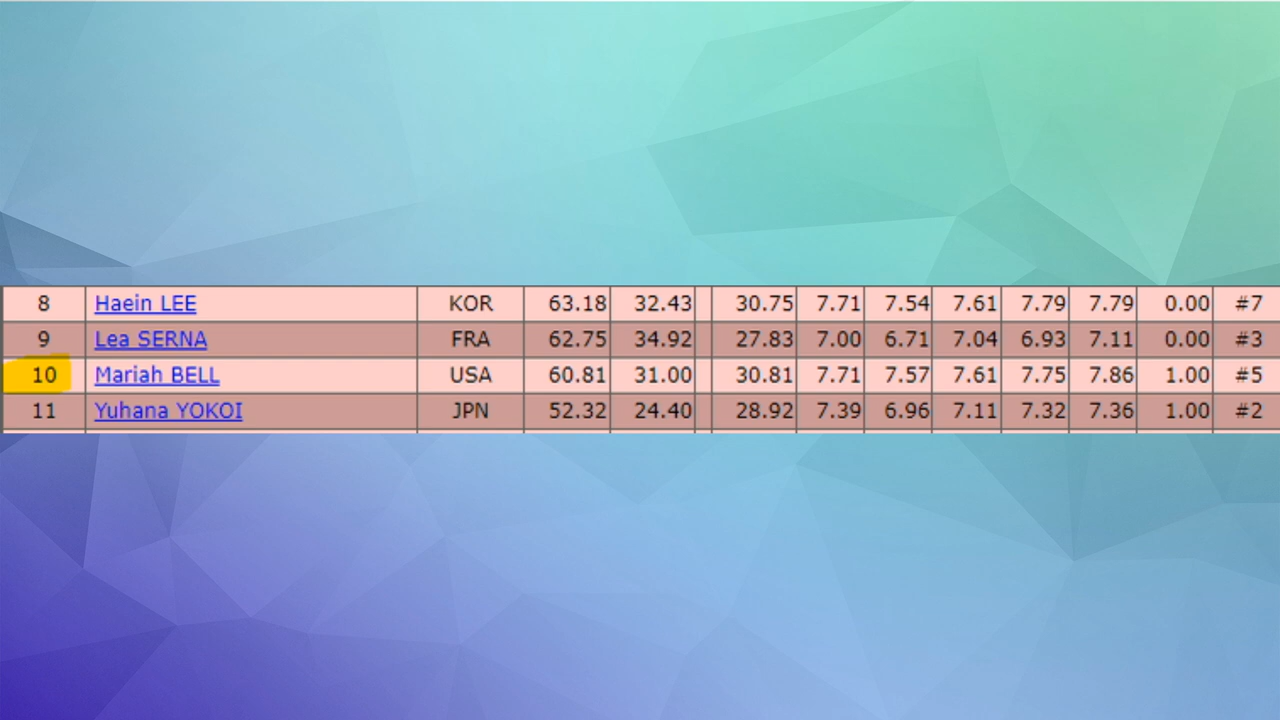 8 Haein LEE KOR 63.18 32.43 30.75 7.71 7.54 7.61 7.79 7.79 0.00 #7
9 Lea SERNA FRA 62.75 34.92 27.83 7.00 6.71 7.04 6.93 7.11 0.00 #3
10 Mariah BELL USA 60.81 31.00 30.81 7.71 7.57 7.61 7.75 7.86 1.00 #5
11 Yuhana YOKOI JPN 52.32 24.40 28.92 7.39 6.96 7.11 7.32 7.36 1.00 #2